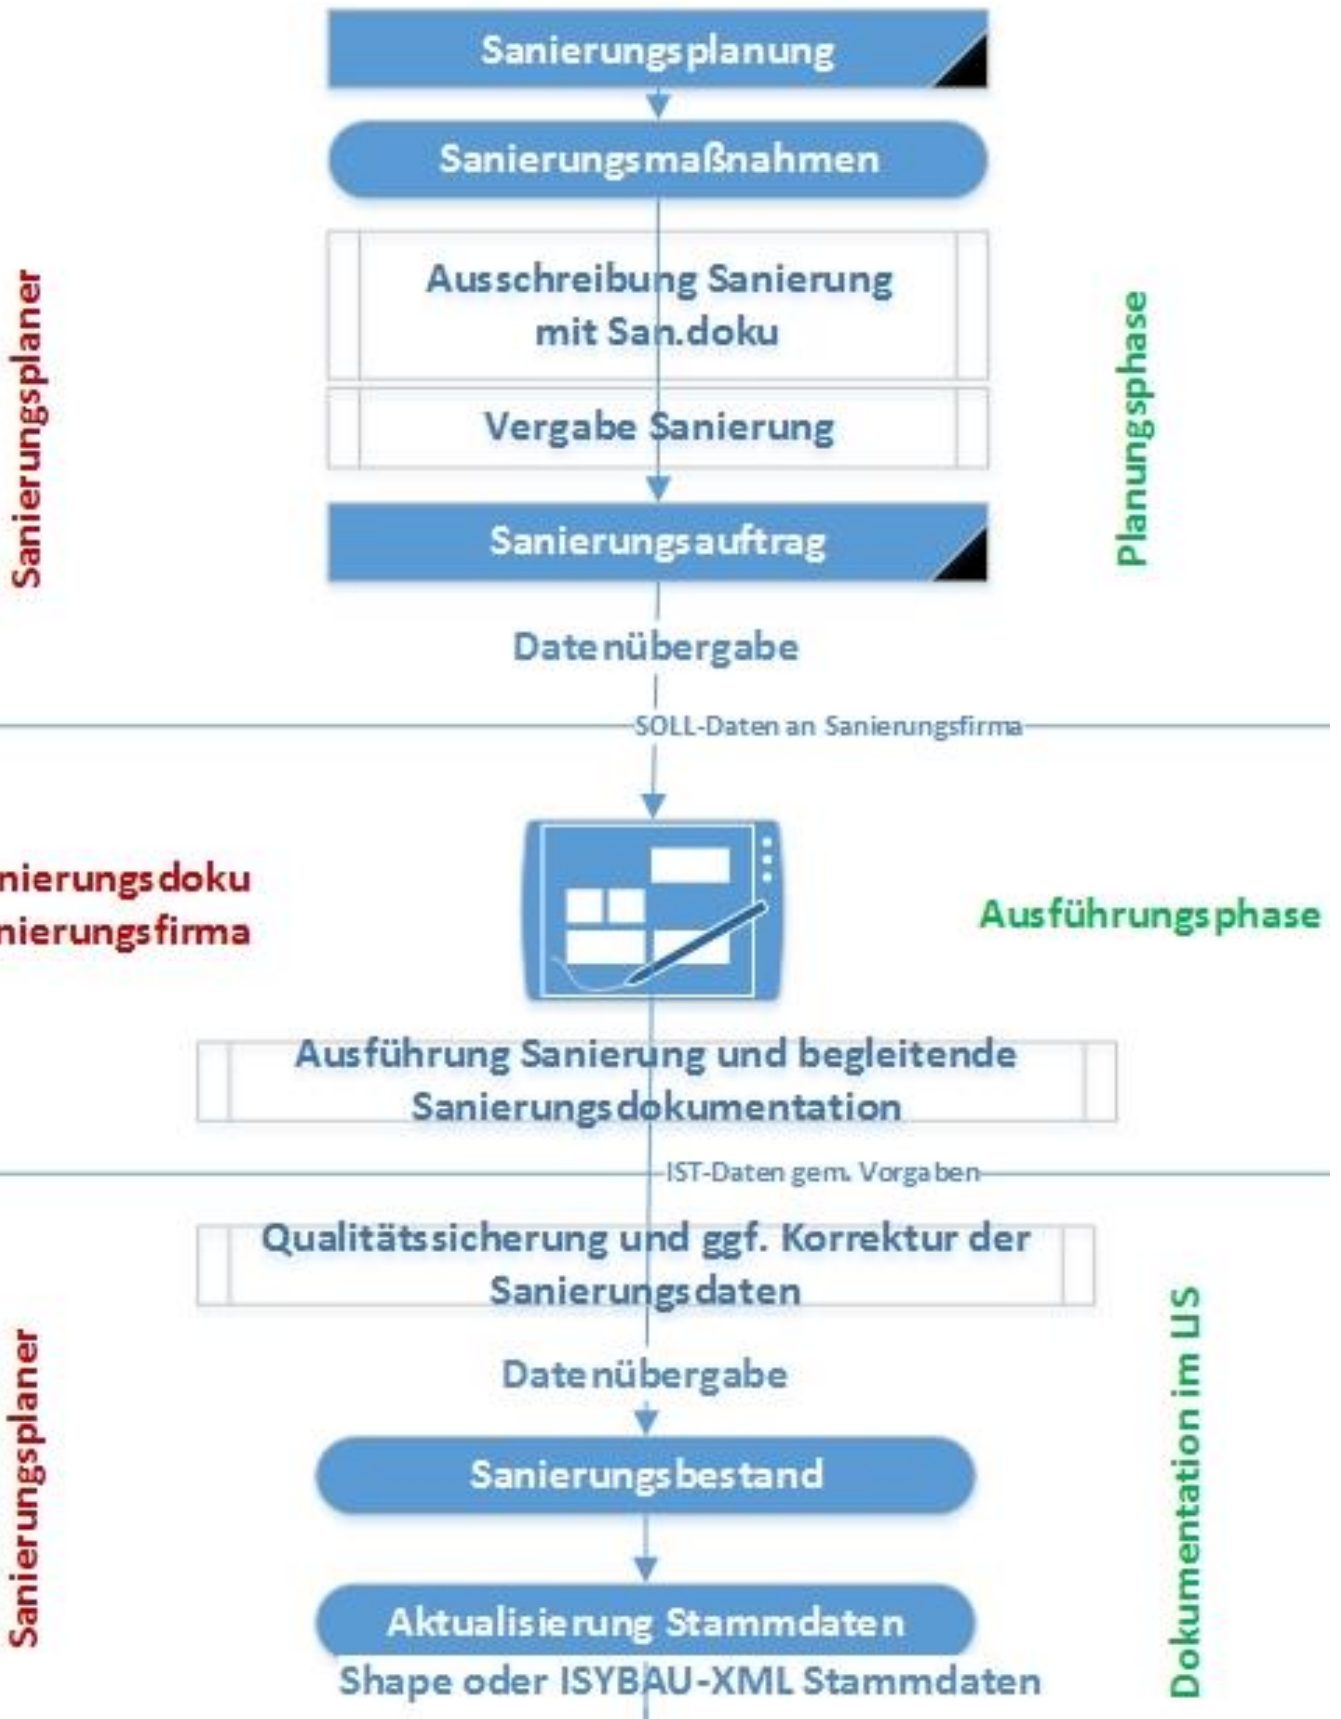 Sanierungsplanung
Sanierungsmaßnahmen
Ausschreibung Sanierung
mit San.doku
Vergabe Sanierung
Sanierungsauftrag
Sanierungsplaner
Planungsphase
Datenübergabe
SOLL-Daten an Sanierungsfirma
nierungsdoku
nierungsfirma
Ausführungsphase
Ausführung Sanierung und begleitende
Sanierungsdokumentation
IST-Daten gem. Vorgaben
Qualitätssicherung und ggf. Korrektur der
Sanierungsdaten
Datenübergabe
Sanierungsbestand
Aktualisierung Stammdaten
Shape oder ISYBAU-XML Stammdaten
Sanierungsplaner
Dokumentation im LIS